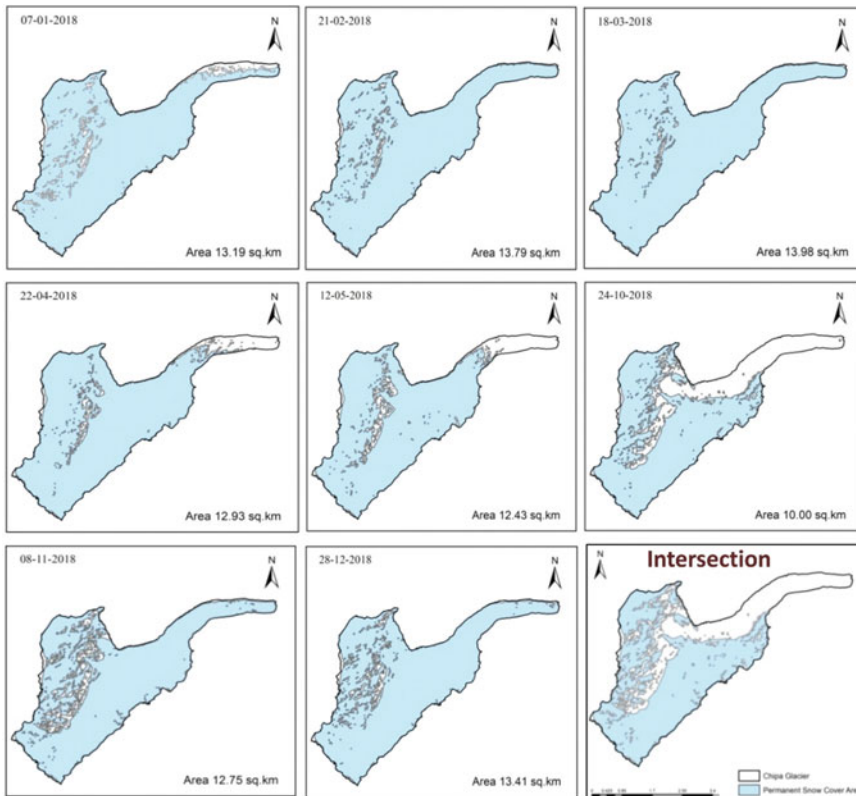 07-01-2018
N
Area 13.19 sq.km
21-02-2018
N
Area 13.79 sq.km
18-03-2018
N
Area 13.98 sq.km
22-04-2018
N
Area 12.93 sq.km
12-05-2018
N
Area 12.43 sq.km
24-10-2018
N
Area 10.00 sq.km
08-11-2018
N
Area 12.75 sq.km
28-12-2018
N
Area 13.41 sq.km
N
Intersection
Chipa Glacier
Permanent Snow Cover Area